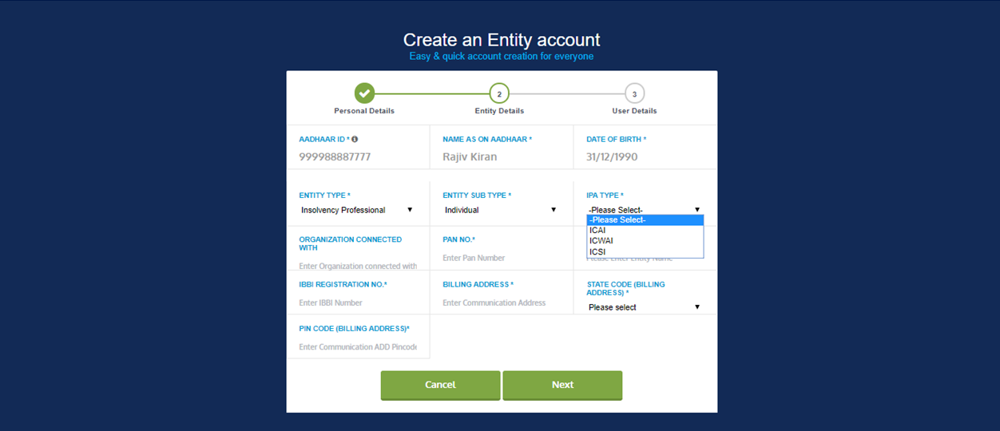 Create an Entity account
Easy & quick account creation for everyone
2
3
Personal Details
Entity Details
User Details
AADHAAR ID *
NAME AS ON AADHAAR *
DATE OF BIRTH *
999988887777
Rajiv Kiran
31/12/1990
ENTITY TYPE *
ENTITY SUB TYPE *
IPA TYPE *
Insolvency Professional
Individual
-Please Select-
-Please Select-
ICAI
ICWAI
ICSI
ORGANIZATION CONNECTED
WITH
Enter Organization connected with
PAN NO.*
Enter Pan Number
Please Enter Entity Name
IBBI REGISTRATION NO.*
Enter IBBI Number
BILLING ADDRESS *
Enter Communication Address
STATE CODE (BILLING
ADDRESS) *
Please select
PIN CODE (BILLING ADDRESS)*
Enter Communication ADD Pincode
Cancel
Next